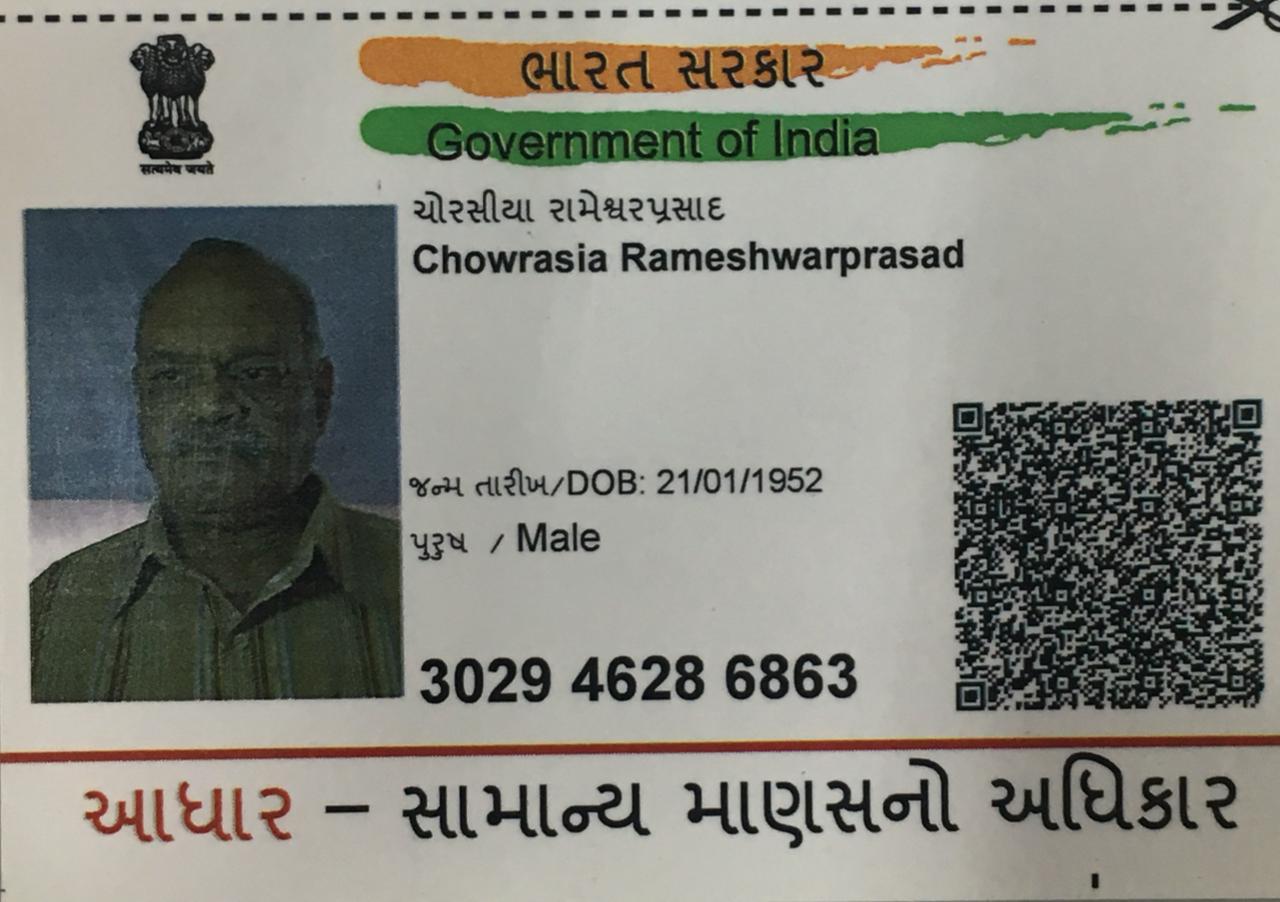 ભારત સરકાર
Government of India
सत्यमेव जयते
ચોરસીયા રામેશ્વરપ્રસાદ
Chowrasia Rameshwarprasad
જન્મ તારીખ/DOB: 21/01/1952
પુરુષ / Male
3029 4628 6863
આધાર – સામાન્ય માણસનો અધિકાર